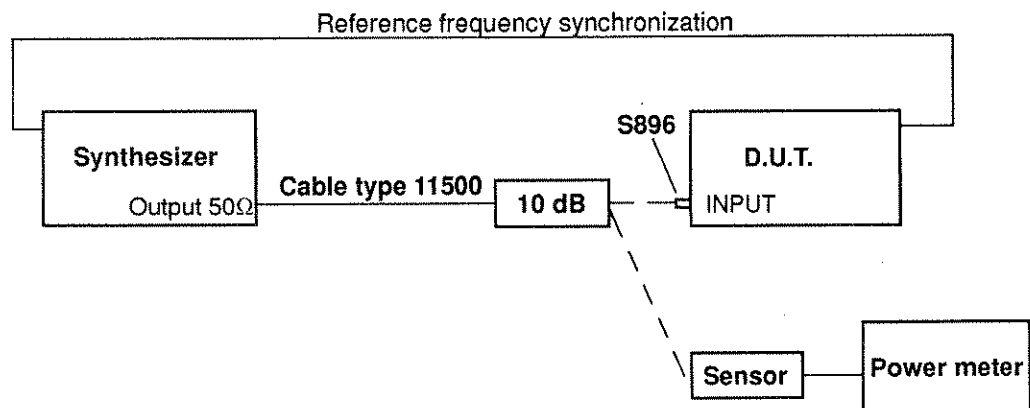 Reference frequency synchronization
S896
Synthesizer
D.U.T.
Cable type 11500
Output 50Ω
10 dB
INPUT
Power meter
Sensor